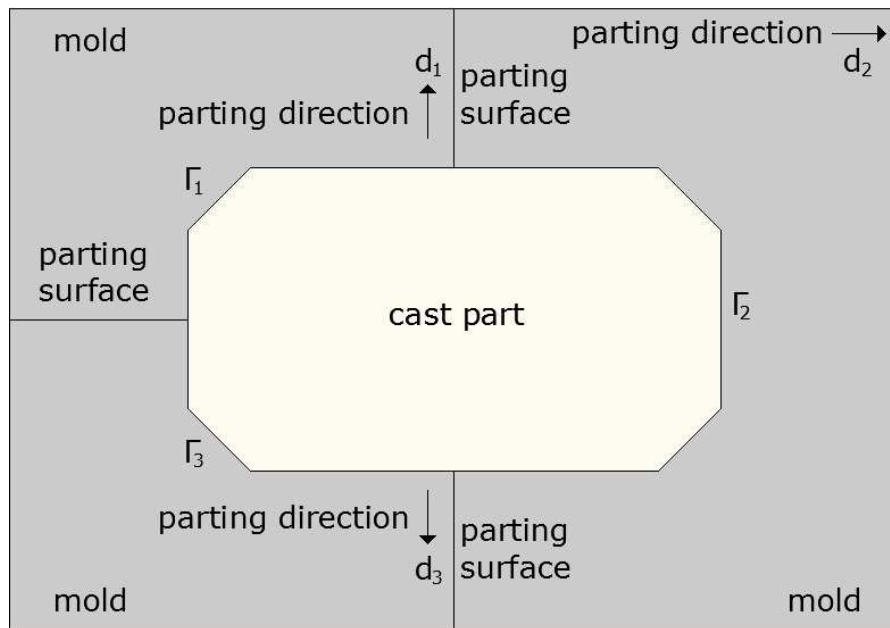 mold
parting direction
d₂
d₁
parting
surface
parting direction
Γ₁
parting
surface
cast part
Γ₂
Γ₃
parting direction
d₃
parting
surface
mold
mold